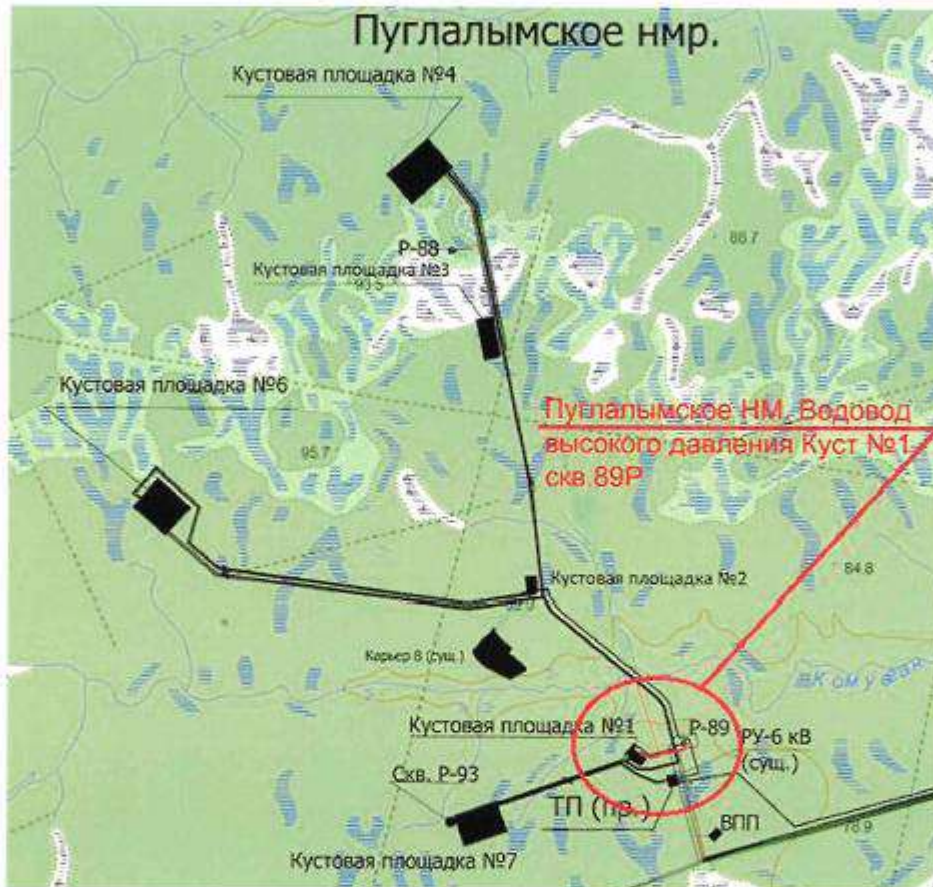 Пуглалымское нмр.
Кустовая площадка №4
Р-88
Кустовая площадка №3
93.5
88.7
Кустовая площадка №6
Пуглалымское НМ. Водовод
высокого давления Куст №1-
скв 89Р
95.7
84.8
Кустовая площадка №2
Карьер 8 (сущ.)
Кустовая площадка №1
Р-89
РУ-6 кВ
(сущ.)
Скв. Р-93
ТП (пр.)
ВПП
78.9
Кустовая площадка №7